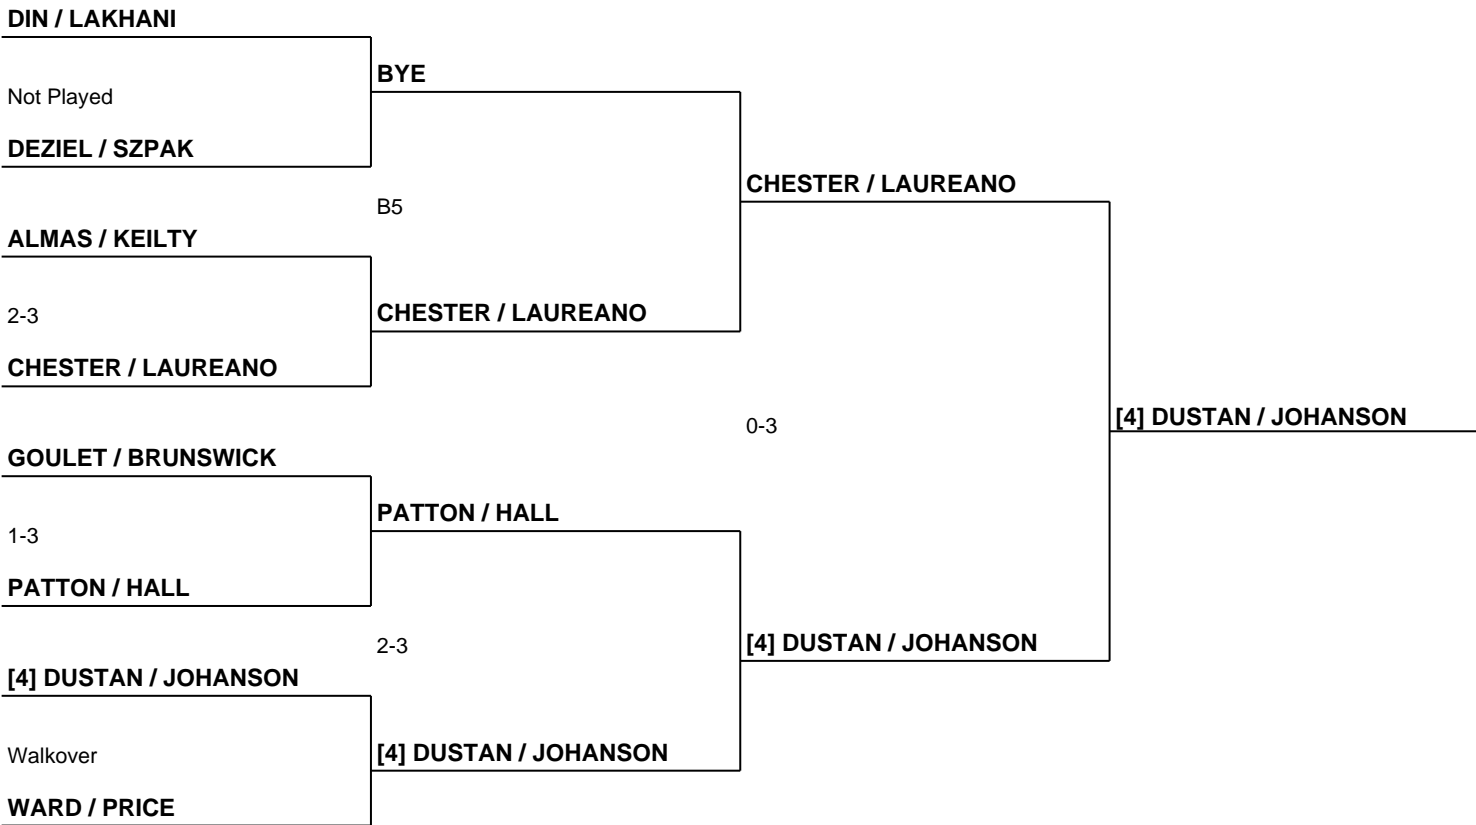 DIN / LAKHANI
BYE
Not Played
DEZIEL / SZPAK
CHESTER / LAUREANO
B5
ALMAS / KEILTY
2-3
CHESTER / LAUREANO
CHESTER / LAUREANO
[4] DUSTAN / JOHANSON
0-3
GOULET / BRUNSWICK
PATTON / HALL
1-3
PATTON / HALL
2-3
[4] DUSTAN / JOHANSON
[4] DUSTAN / JOHANSON
Walkover
[4] DUSTAN / JOHANSON
WARD / PRICE